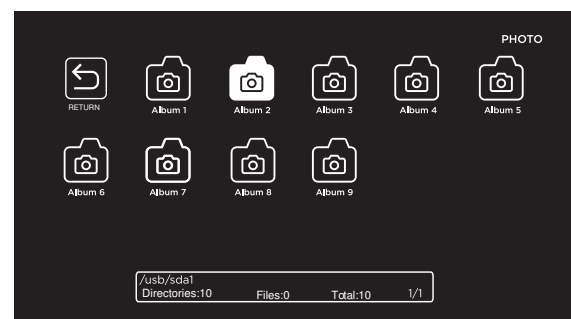 PHOTO
RETURN Album 1 Album 2 Album 3 Album 4 Album 5
Album 6 Album 7 Album 8 Album 9
/usb/sda1
Directories:10 Files:0 Total:10 1/1